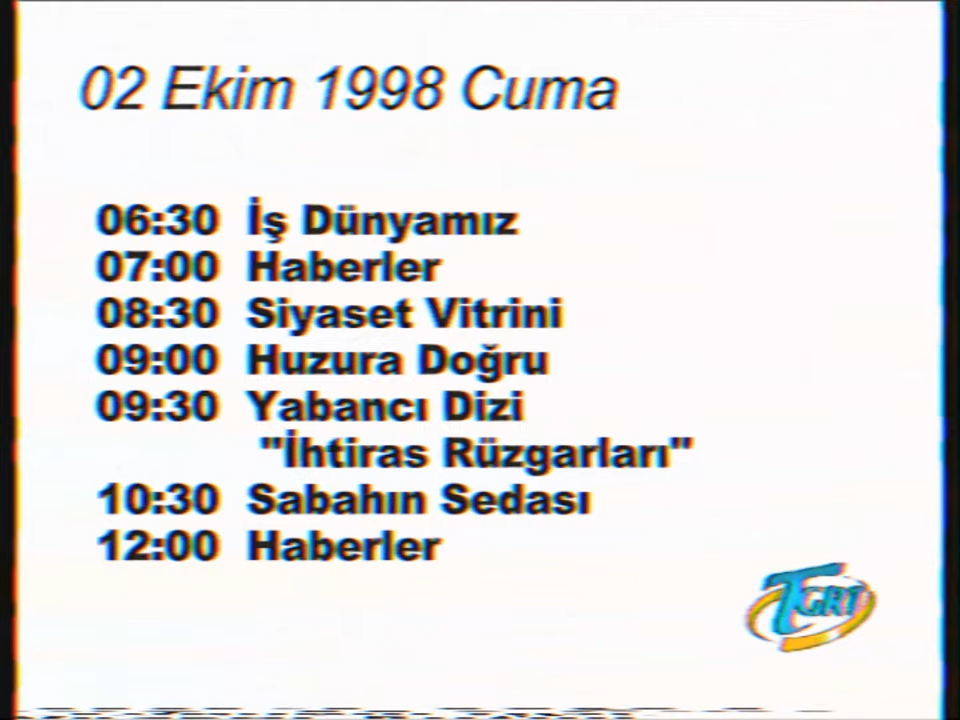 02 Ekim 1998 Cuma
06:30 İş Dünyamız
07:00 Haberler
08:30 Siyaset Vitrini
09:00 Huzura Doğru
09:30 Yabancı Dizi
"İhtiras Rüzgarları"
10:30 Sabahın Sedası
12:00 Haberler
TGRT